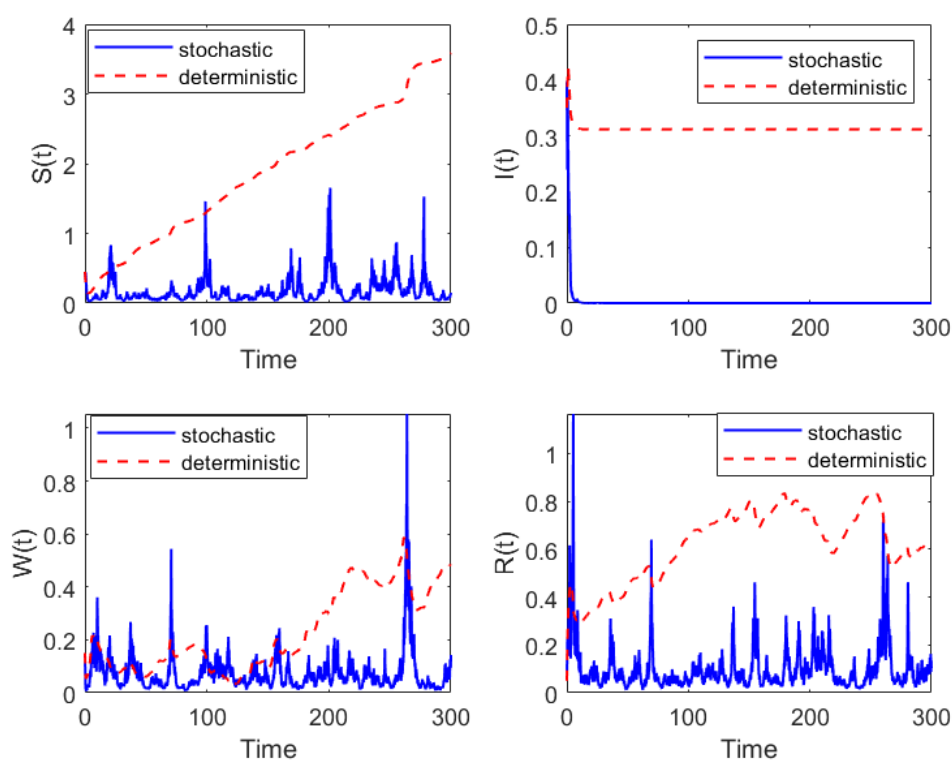 4
3
2
1
0
S(t)
stochastic
deterministic
0
100
200
300
Time
0.5
0.4
0.3
0.2
0.1
0
I(t)
stochastic
deterministic
0
100
200
300
Time
1
0.8
0.6
0.4
0.2
0
W(t)
stochastic
deterministic
0
100
200
300
Time
1
0.8
0.6
0.4
0.2
0
R(t)
stochastic
deterministic
0
100
200
300
Time